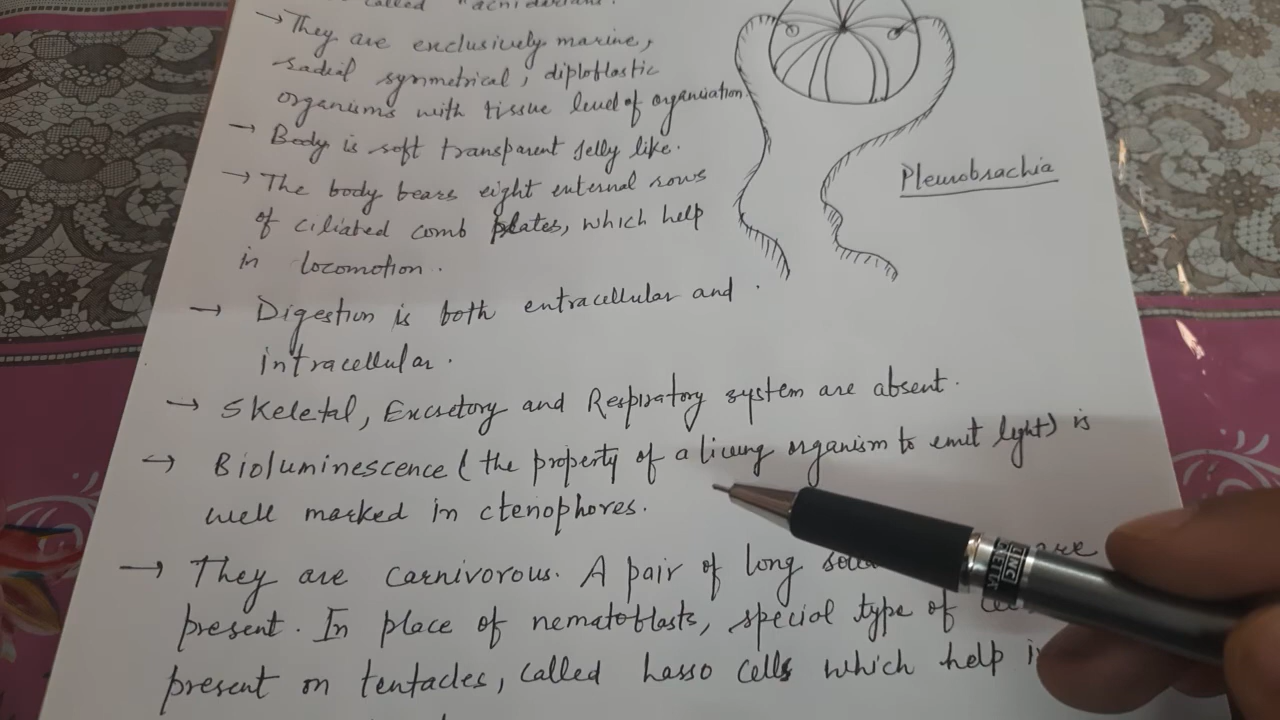 called "acnidarians".
→ They are exclusively marine,
radial symmetrical, diploblastic
organisms with tissue level of organisation.
→ Body is soft transparent Jelly like.
→ The body bears eight external rows
of ciliated comb plates, which help
in locomotion.
Pleurobrachia
→ Digestion is both extracellular and
intracellular.
→ Skeletal, Excretory and Respiratory system are absent.
→ Bioluminescence (the property of a living organism to emit light) is
well marked in ctenophores.
→ They are carnivorous. A pair of long are
present. In place of nematoblasts, special type of
present on tentacles, called lasso cells which help